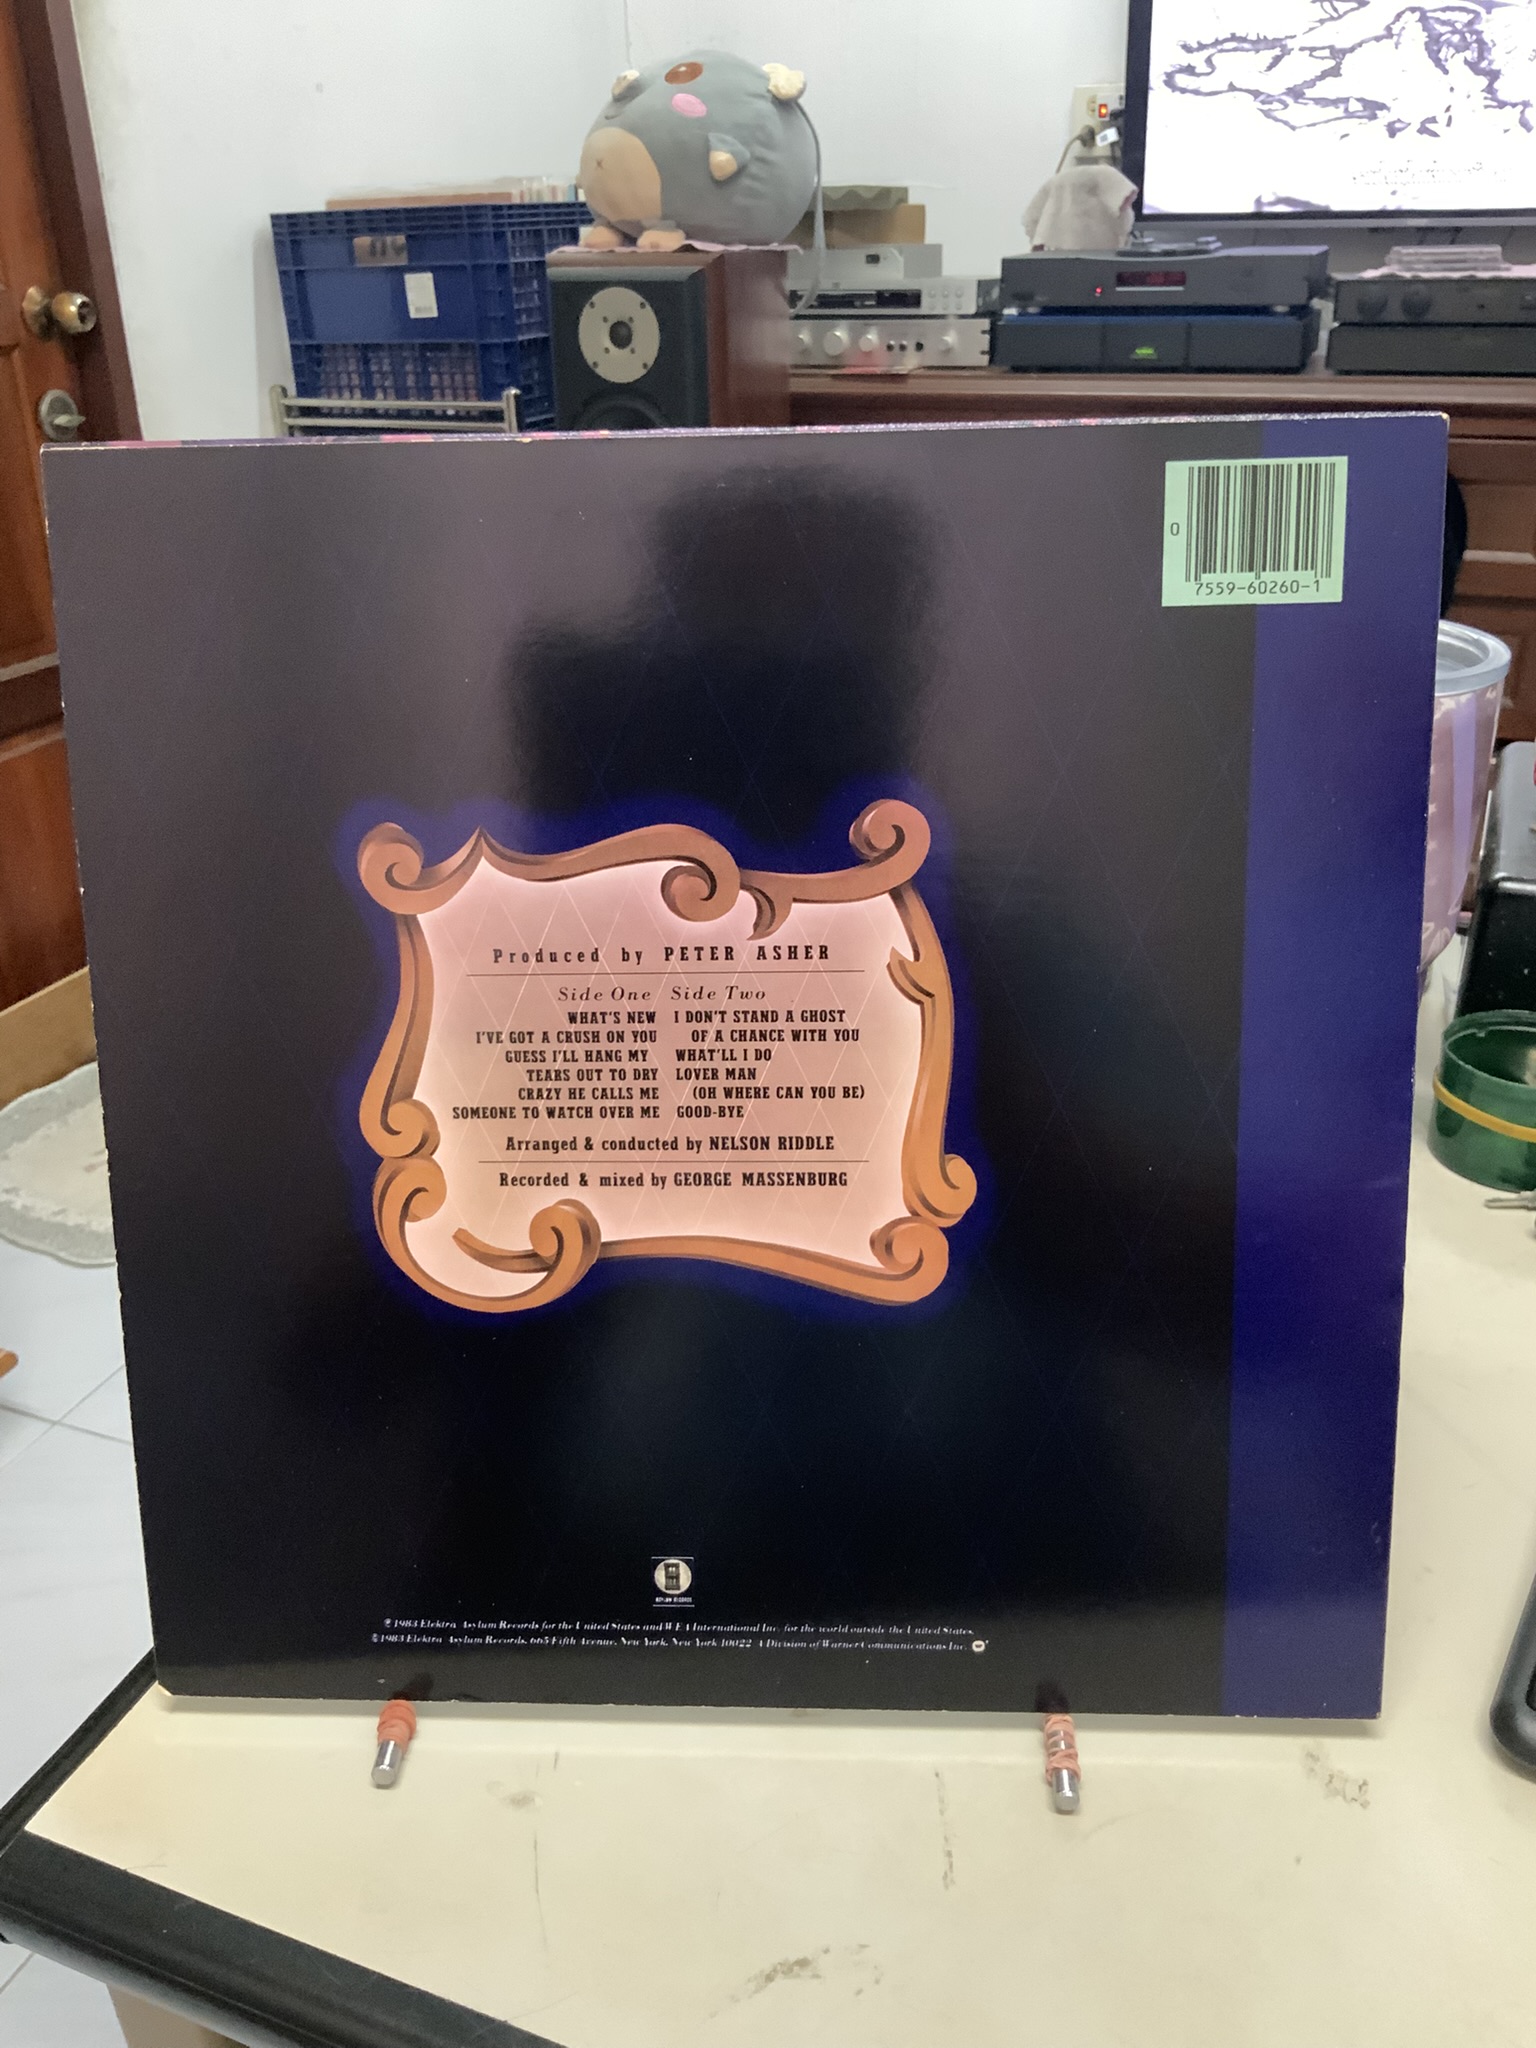 0
7559-60260-1
Produced by PETER ASHER
Side One Side Two
WHAT'S NEW I DON'T STAND A GHOST
I'VE GOT A CRUSH ON YOU OF A CHANCE WITH YOU
GUESS I'LL HANG MY WHAT'LL I DO
TEARS OUT TO DRY LOVER MAN
CRAZY HE CALLS ME (OH WHERE CAN YOU BE)
SOMEONE TO WATCH OVER ME GOOD-BYE
Arranged & conducted by NELSON RIDDLE
Recorded & mixed by GEORGE MASSENBURG
ASYLUM RECORDS
℗ 1983 Elektra/Asylum Records for the United States and WEA International Inc. for the world outside the United States.
© 1983 Elektra/Asylum Records, 665 Fifth Avenue, New York, New York 10022 A Division of Warner Communications Inc.